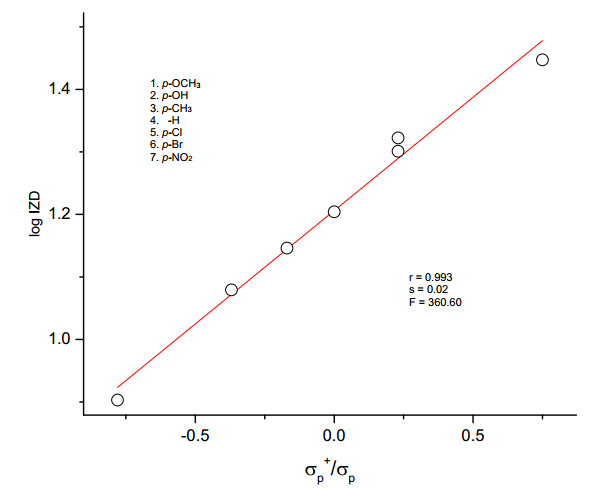 1.4
1.2
1.0
log IZD
1. p-OCH₃
2. p-OH
3. p-CH₃
4. -H
5. p-Cl
6. p-Br
7. p-NO₂
r = 0.993
s = 0.02
F = 360.60
-0.5 0.0 0.5
σₚ⁺/σₚ